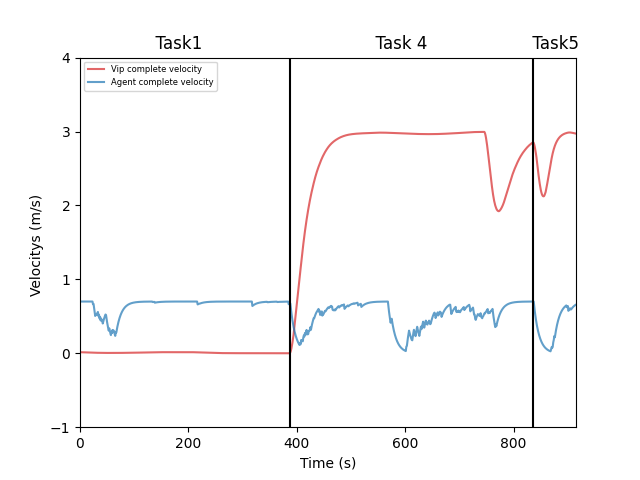 Task1 Task 4 Task5
Vip complete velocity
Agent complete velocity
Velocitys (m/s)
4
3
2
1
0
−1
0 200 400 600 800
Time (s)